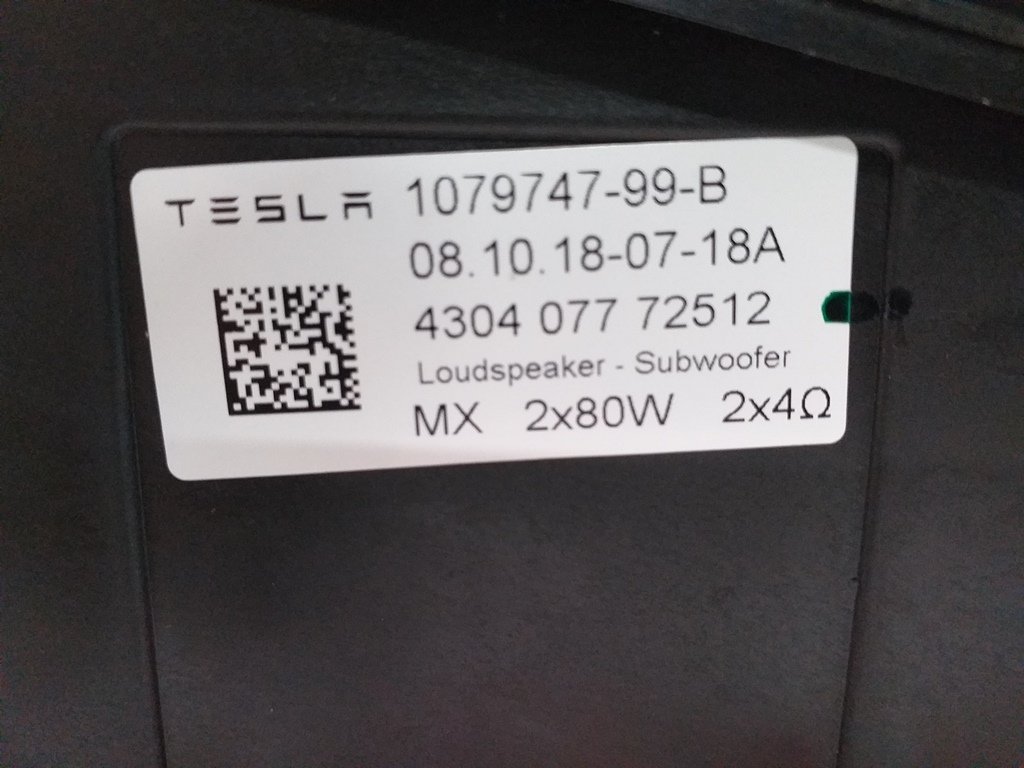 TESLA 1079747-99-B
08.10.18-07-18A
4304 077 72512
Loudspeaker - Subwoofer
MX 2x80W 2x4Ω